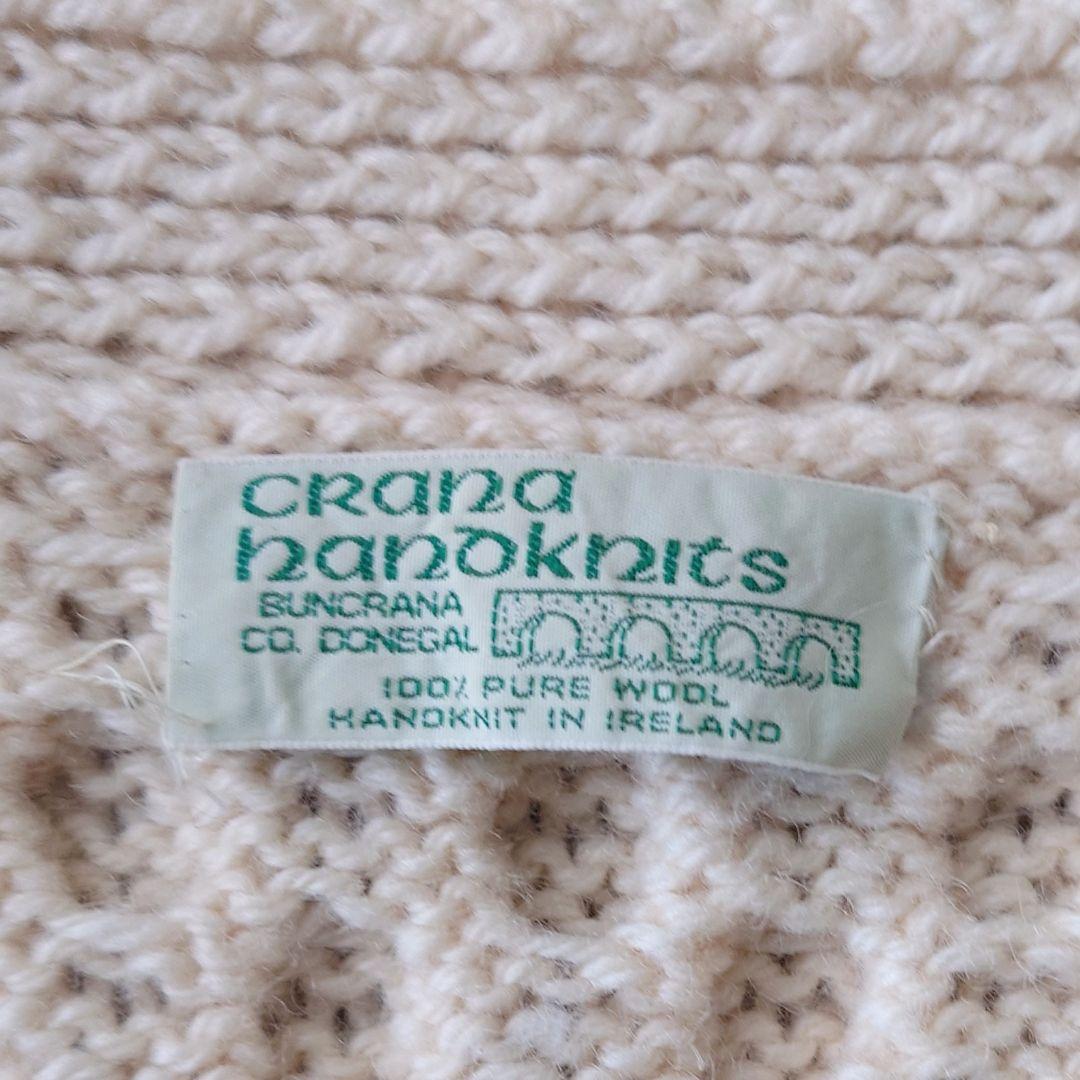 crana
handknits
BUNCRANA
CO. DONEGAL
100% PURE WOOL
HANDKNIT IN IRELAND